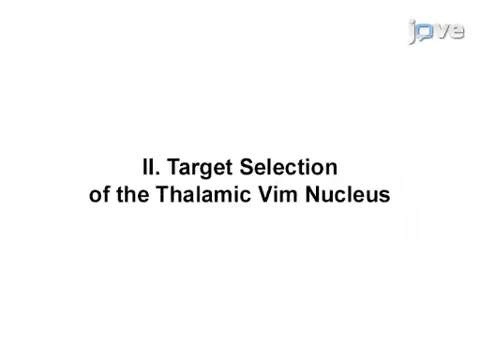 jove
II. Target Selection
of the Thalamic Vim Nucleus